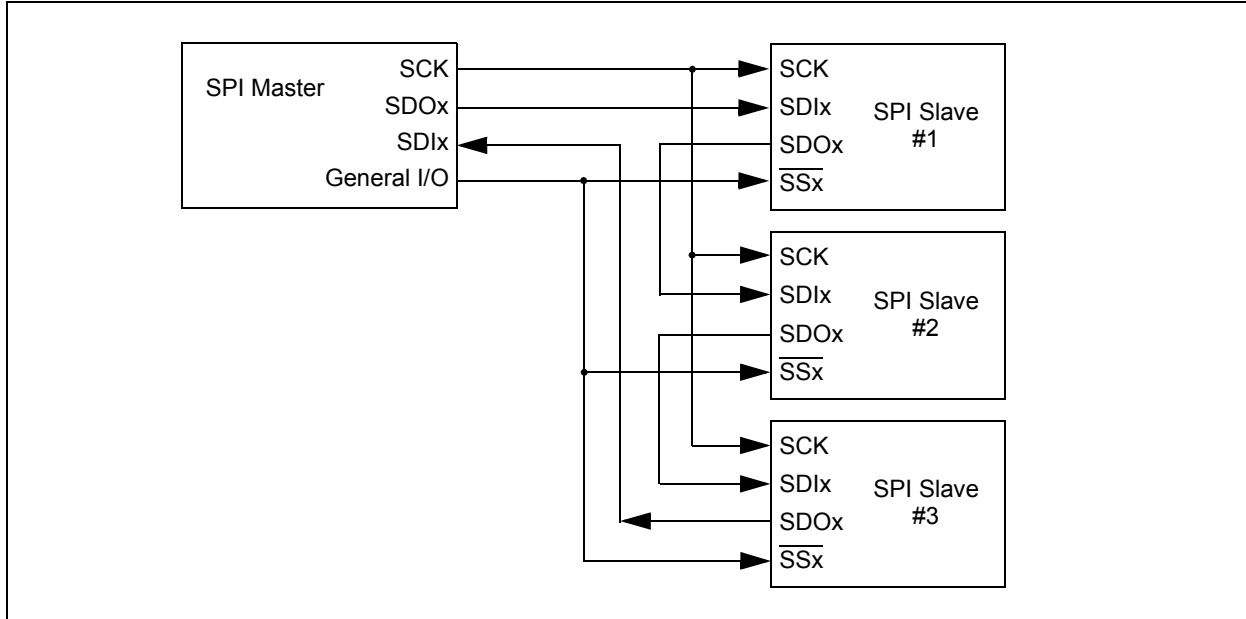 SPI Master
SCK
SDOx
SDIx
General I/O
SCK
SDIx
SDOx
SSx
SPI Slave
#1
SCK
SDIx
SDOx
SSx
SPI Slave
#2
SCK
SDIx
SDOx
SSx
SPI Slave
#3